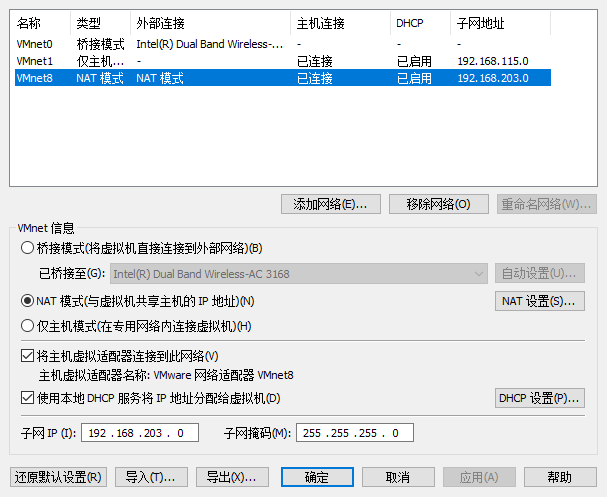 名称 类型 外部连接 主机连接 DHCP 子网地址
VMnet0 桥接模式 Intel(R) Dual Band Wireless-... - - -
VMnet1 仅主机... - 已连接 已启用 192.168.115.0
VMnet8 NAT 模式 NAT 模式 已连接 已启用 192.168.203.0
添加网络(E)... 移除网络(O) 重命名网络(W)...
VMnet 信息
桥接模式(将虚拟机直接连接到外部网络)(B)
已桥接至(G): Intel(R) Dual Band Wireless-AC 3168 自动设置(U)...
NAT 模式(与虚拟机共享主机的 IP 地址)(N) NAT 设置(S)...
仅主机模式(在专用网络内连接虚拟机)(H)
将主机虚拟适配器连接到此网络(V)
主机虚拟适配器名称: VMware 网络适配器 VMnet8
使用本地 DHCP 服务将 IP 地址分配给虚拟机(D) DHCP 设置(P)...
子网 IP (I): 192 . 168 . 203 . 0 子网掩码(M): 255 . 255 . 255 . 0
还原默认设置(R) 导入(T)... 导出(X)... 确定 取消 应用(A) 帮助